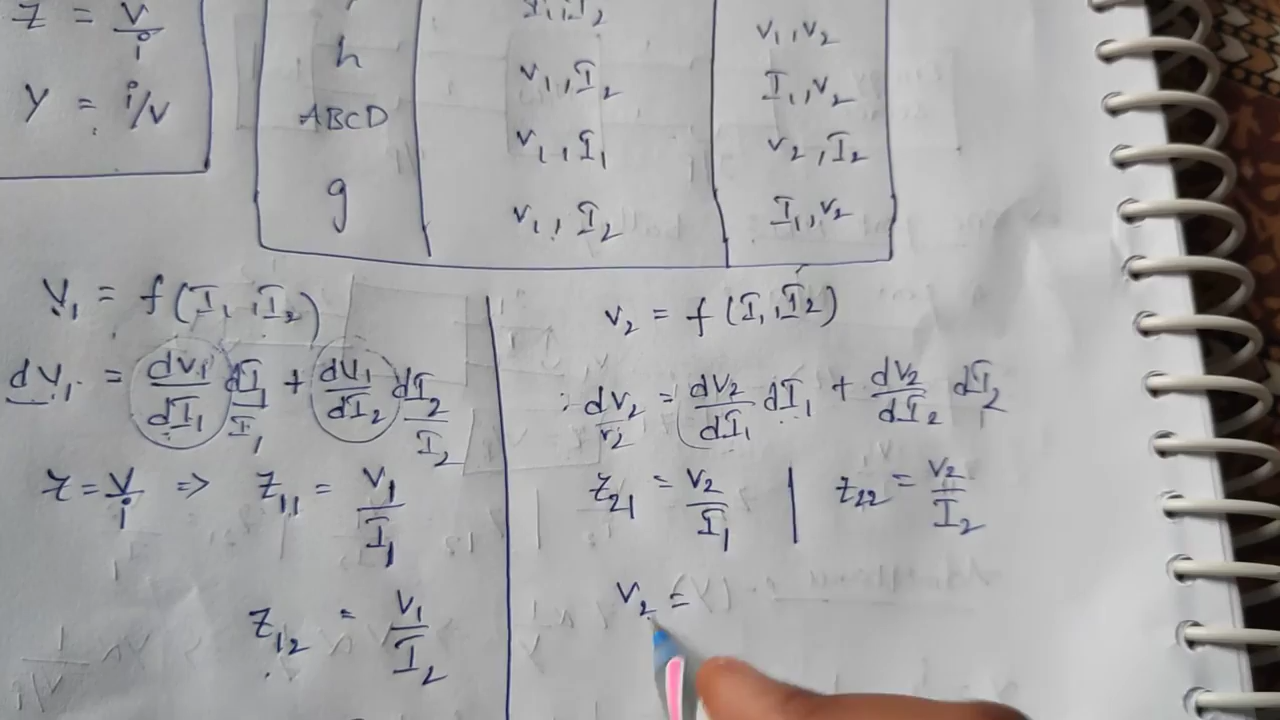 z = v/i
Y = i/v
I1, I2 v1, v2
h v1, I2 I1, v2
ABCD v1, I1 v2, I2
g v1, I2 I1, v2
V1 = f(I1, I2)
dv1 = dv1/dI1 dI1/I1 + dv1/dI2 dI2/I2
z = v/i => z11 = v1/I1
z12 = v1/I2
v2 = f(I1, I2)
dv2/v2 = dv2/dI1 dI1 + dv2/dI2 dI2
z21 = v2/I1 | z22 = v2/I2
v2 =